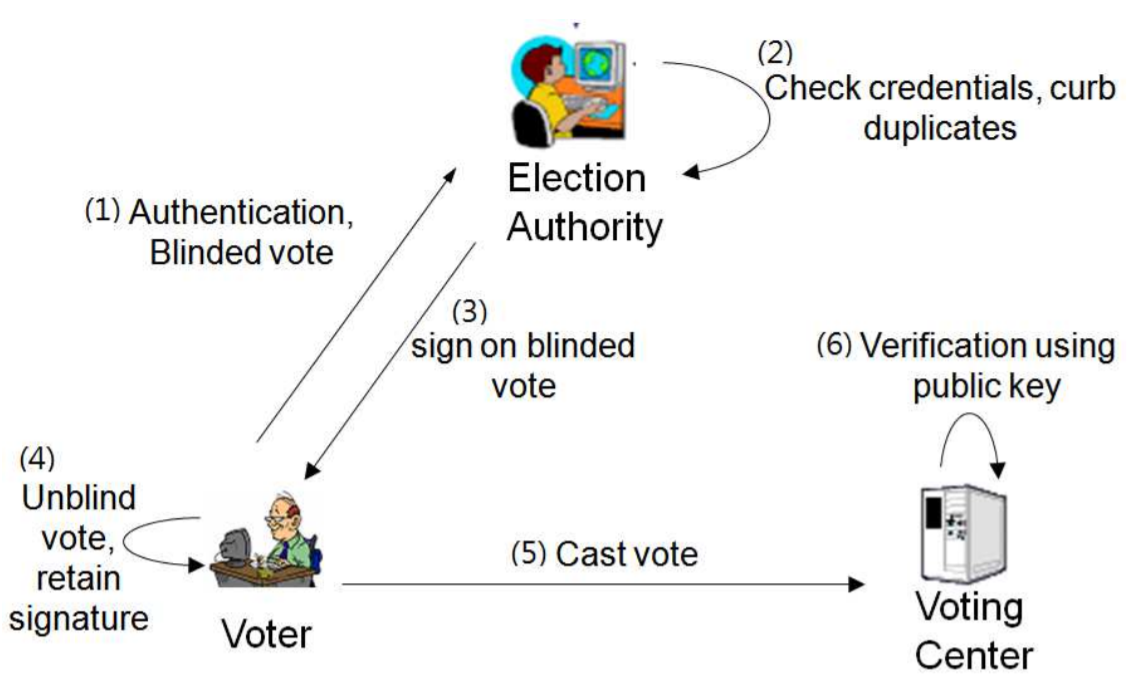 (2)
Check credentials, curb
duplicates
Election
Authority
(1) Authentication,
Blinded vote
(3)
sign on blinded
vote
(6) Verification using
public key
(4)
Unblind
vote,
retain
signature
(5) Cast vote
Voter
Voting
Center